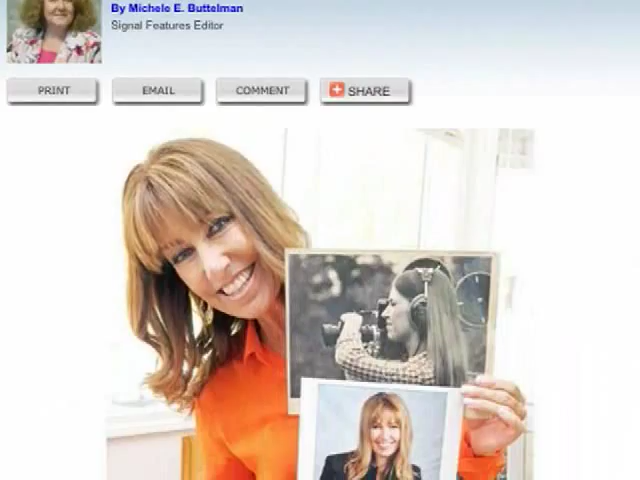 By Michele E. Buttelman
Signal Features Editor
PRINT
EMAIL
COMMENT
SHARE